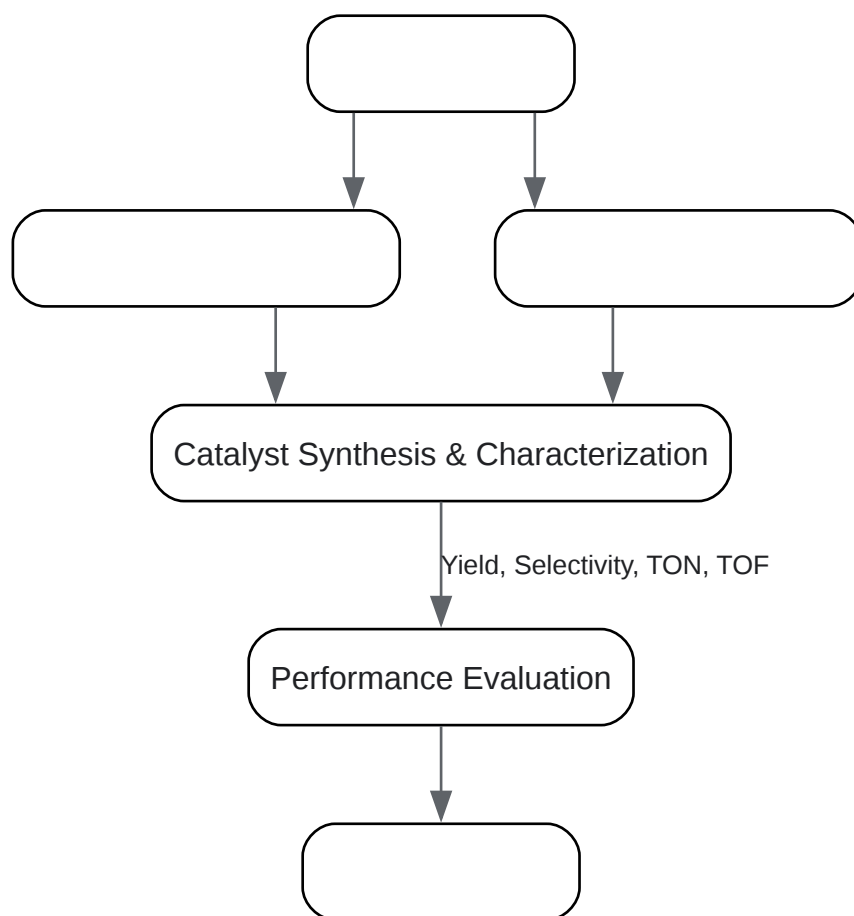 Catalyst Synthesis & Characterization
Yield, Selectivity, TON, TOF
Performance Evaluation